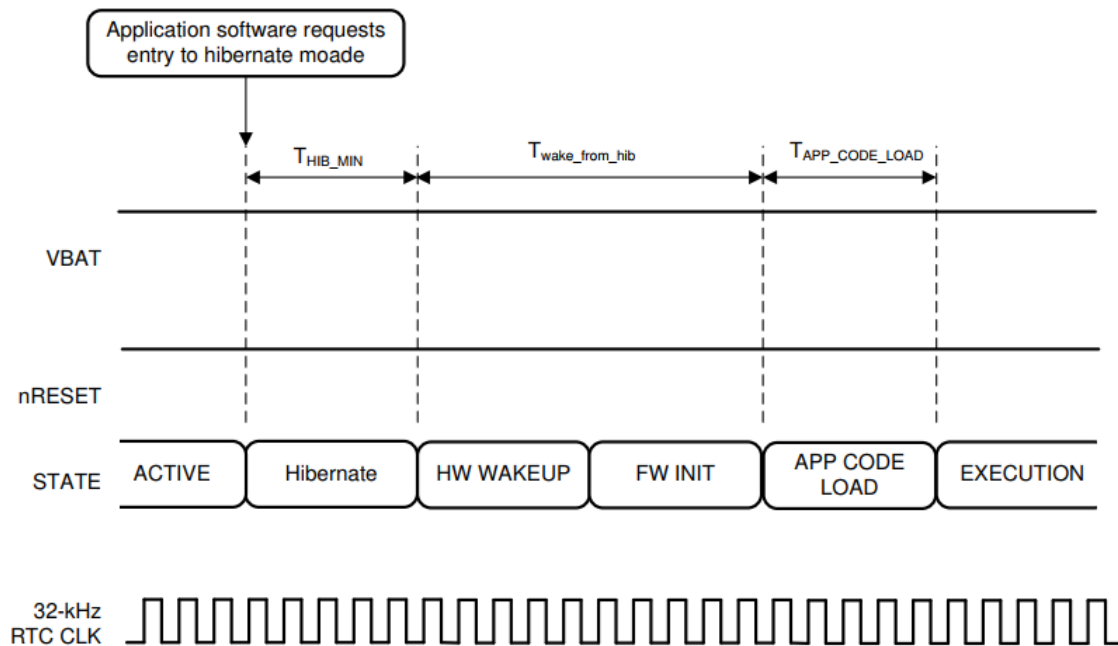 Application software requests
entry to hibernate moade
THIB_MIN
Twake_from_hib
TAPP_CODE_LOAD
VBAT
nRESET
STATE
ACTIVE
Hibernate
HW WAKEUP
FW INIT
APP CODE
LOAD
EXECUTION
32-kHz
RTC CLK